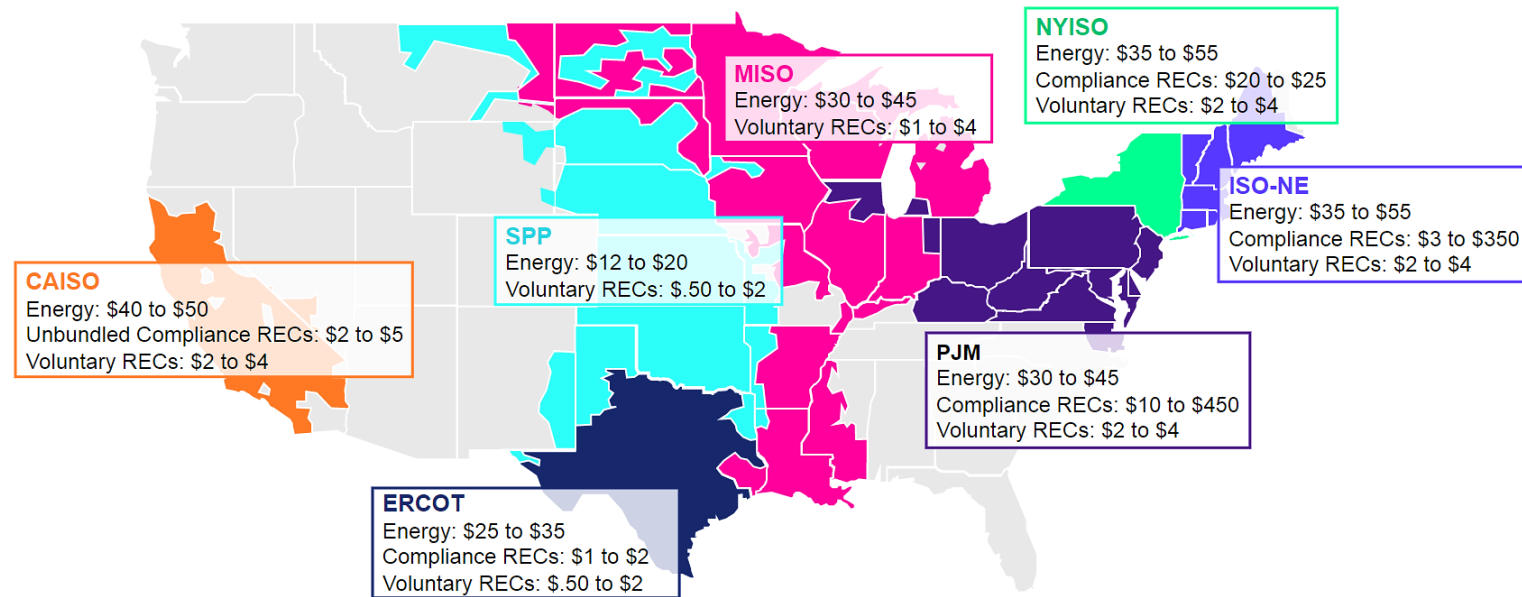 NYISO
Energy: $35 to $55
Compliance RECs: $20 to $25
Voluntary RECs: $2 to $4
MISO
Energy: $30 to $45
Voluntary RECs: $1 to $4
ISO-NE
Energy: $35 to $55
Compliance RECs: $3 to $350
Voluntary RECs: $2 to $4
SPP
Energy: $12 to $20
Voluntary RECs: $.50 to $2
CAISO
Energy: $40 to $50
Unbundled Compliance RECs: $2 to $5
Voluntary RECs: $2 to $4
PJM
Energy: $30 to $45
Compliance RECs: $10 to $450
Voluntary RECs: $2 to $4
ERCOT
Energy: $25 to $35
Compliance RECs: $1 to $2
Voluntary RECs: $.50 to $2